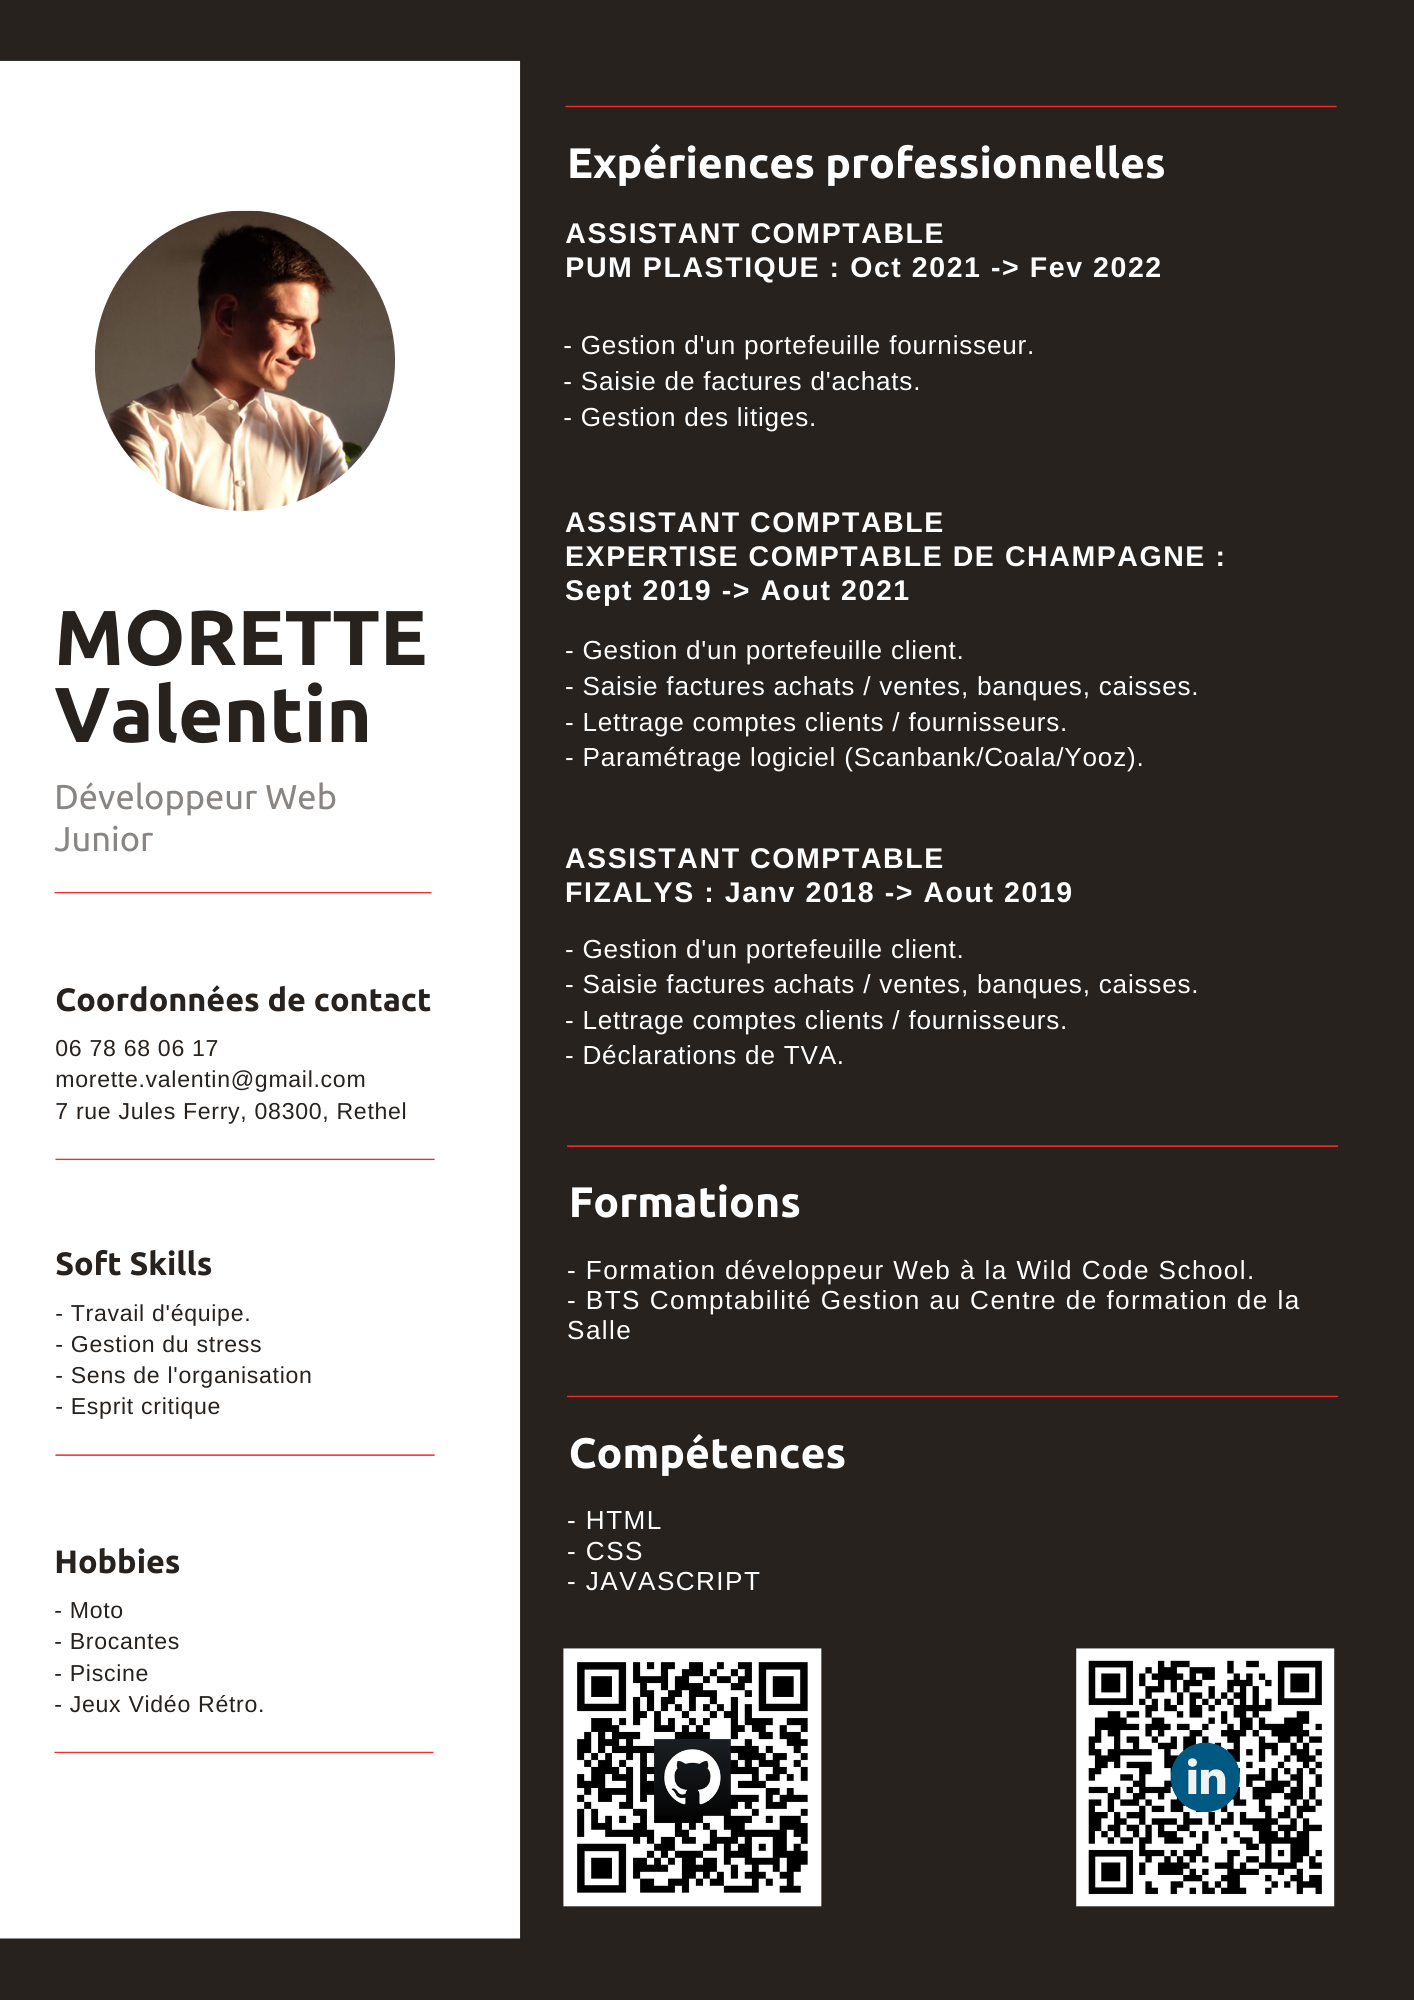 MORETTE
Valentin
Développeur Web
Junior
Coordonnées de contact
06 78 68 06 17
morette.valentin@gmail.com
7 rue Jules Ferry, 08300, Rethel
Soft Skills
- Travail d'équipe.
- Gestion du stress
- Sens de l'organisation
- Esprit critique
Hobbies
- Moto
- Brocantes
- Piscine
- Jeux Vidéo Rétro.
Expériences professionnelles
ASSISTANT COMPTABLE
PUM PLASTIQUE : Oct 2021 -> Fev 2022
- Gestion d'un portefeuille fournisseur.
- Saisie de factures d'achats.
- Gestion des litiges.
ASSISTANT COMPTABLE
EXPERTISE COMPTABLE DE CHAMPAGNE :
Sept 2019 -> Aout 2021
- Gestion d'un portefeuille client.
- Saisie factures achats / ventes, banques, caisses.
- Lettrage comptes clients / fournisseurs.
- Paramétrage logiciel (Scanbank/Coala/Yooz).
ASSISTANT COMPTABLE
FIZALYS : Janv 2018 -> Aout 2019
- Gestion d'un portefeuille client.
- Saisie factures achats / ventes, banques, caisses.
- Lettrage comptes clients / fournisseurs.
- Déclarations de TVA.
Formations
- Formation développeur Web à la Wild Code School.
- BTS Comptabilité Gestion au Centre de formation de la
Salle
Compétences
- HTML
- CSS
- JAVASCRIPT
in